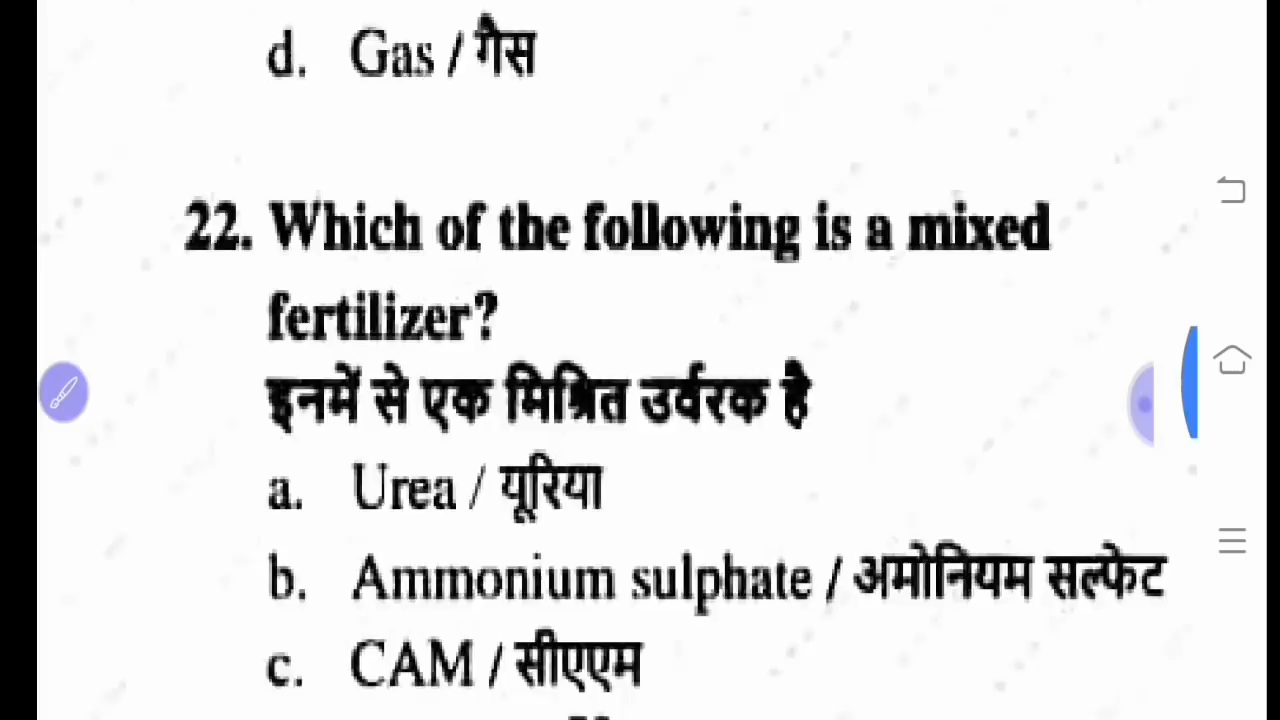 d. Gas / गैस
22. Which of the following is a mixed
fertilizer?
इनमें से एक मिश्रित उर्वरक है
a. Urea / यूरिया
b. Ammonium sulphate / अमोनियम सल्फेट
c. CAM / सीएएम